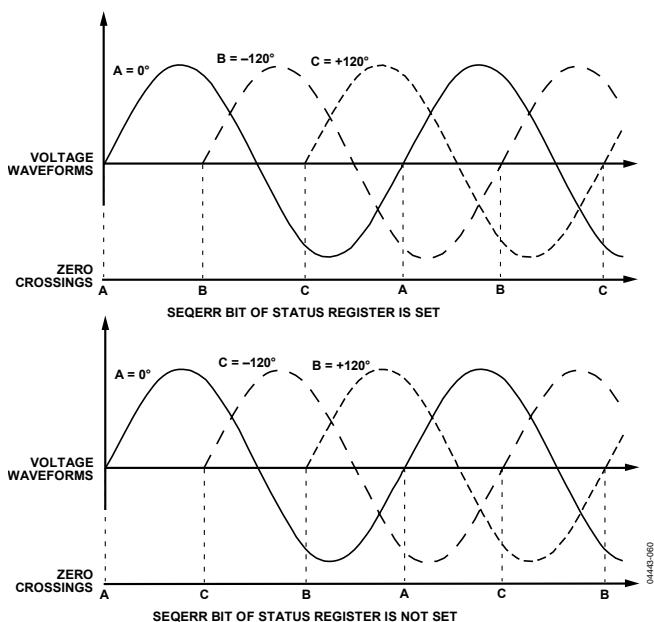 A = 0°
B = –120°
C = +120°
VOLTAGE
WAVEFORMS
ZERO
CROSSINGS
A B C A B C
SEQERR BIT OF STATUS REGISTER IS SET
A = 0°
C = –120°
B = +120°
VOLTAGE
WAVEFORMS
ZERO
CROSSINGS
A C B A C B
SEQERR BIT OF STATUS REGISTER IS NOT SET
04443-060